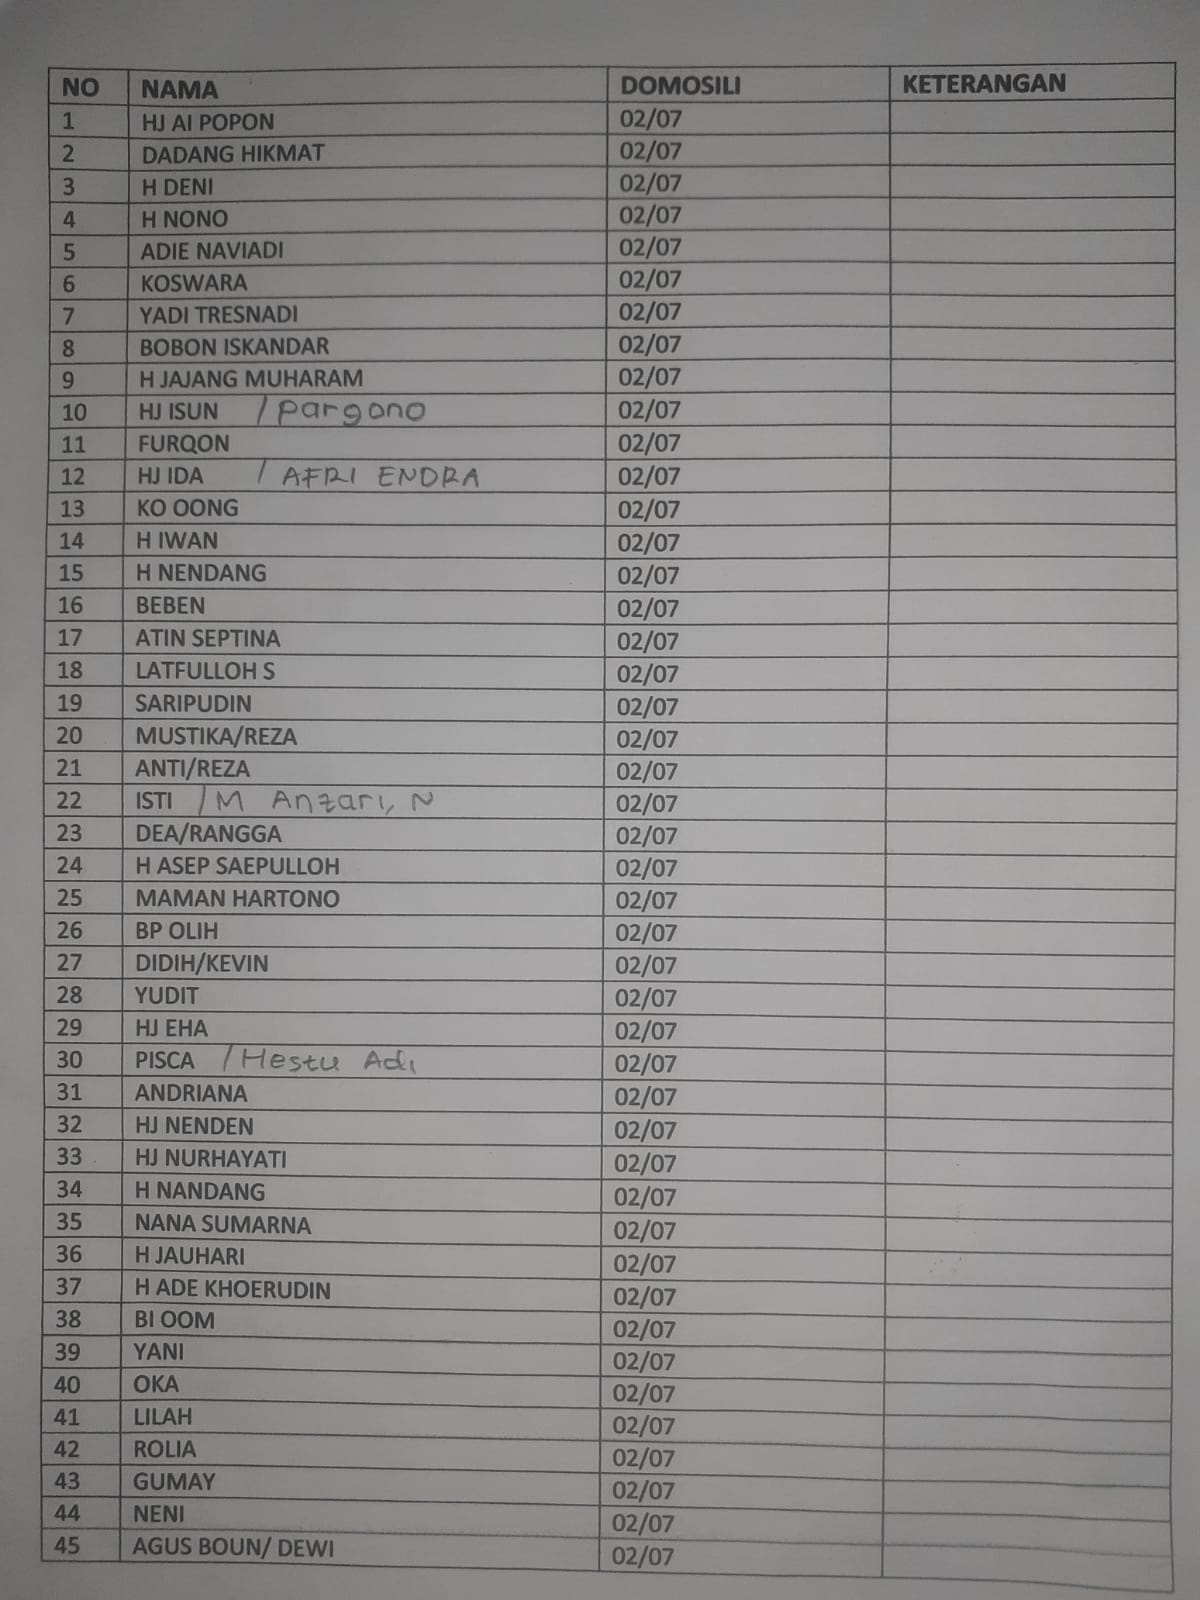 NO NAMA DOMOSILI KETERANGAN
1 HJ AI POPON 02/07
2 DADANG HIKMAT 02/07
3 H DENI 02/07
4 H NONO 02/07
5 ADIE NAVIADI 02/07
6 KOSWARA 02/07
7 YADI TRESNADI 02/07
8 BOBON ISKANDAR 02/07
9 H JAJANG MUHARAM 02/07
10 HJ ISUN / pargono 02/07
11 FURQON 02/07
12 HJ IDA / AFRI ENDRA 02/07
13 KO OONG 02/07
14 H IWAN 02/07
15 H NENDANG 02/07
16 BEBEN 02/07
17 ATIN SEPTINA 02/07
18 LATFULLOH S 02/07
19 SARIPUDIN 02/07
20 MUSTIKA/REZA 02/07
21 ANTI/REZA 02/07
22 ISTI / M Anzari, N 02/07
23 DEA/RANGGA 02/07
24 H ASEP SAEPULLOH 02/07
25 MAMAN HARTONO 02/07
26 BP OLIH 02/07
27 DIDIH/KEVIN 02/07
28 YUDIT 02/07
29 HJ EHA 02/07
30 PISCA / Hestu Adi 02/07
31 ANDRIANA 02/07
32 HJ NENDEN 02/07
33 HJ NURHAYATI 02/07
34 H NANDANG 02/07
35 NANA SUMARNA 02/07
36 H JAUHARI 02/07
37 H ADE KHOERUDIN 02/07
38 BI OOM 02/07
39 YANI 02/07
40 OKA 02/07
41 LILAH 02/07
42 ROLIA 02/07
43 GUMAY 02/07
44 NENI 02/07
45 AGUS BOUN/ DEWI 02/07